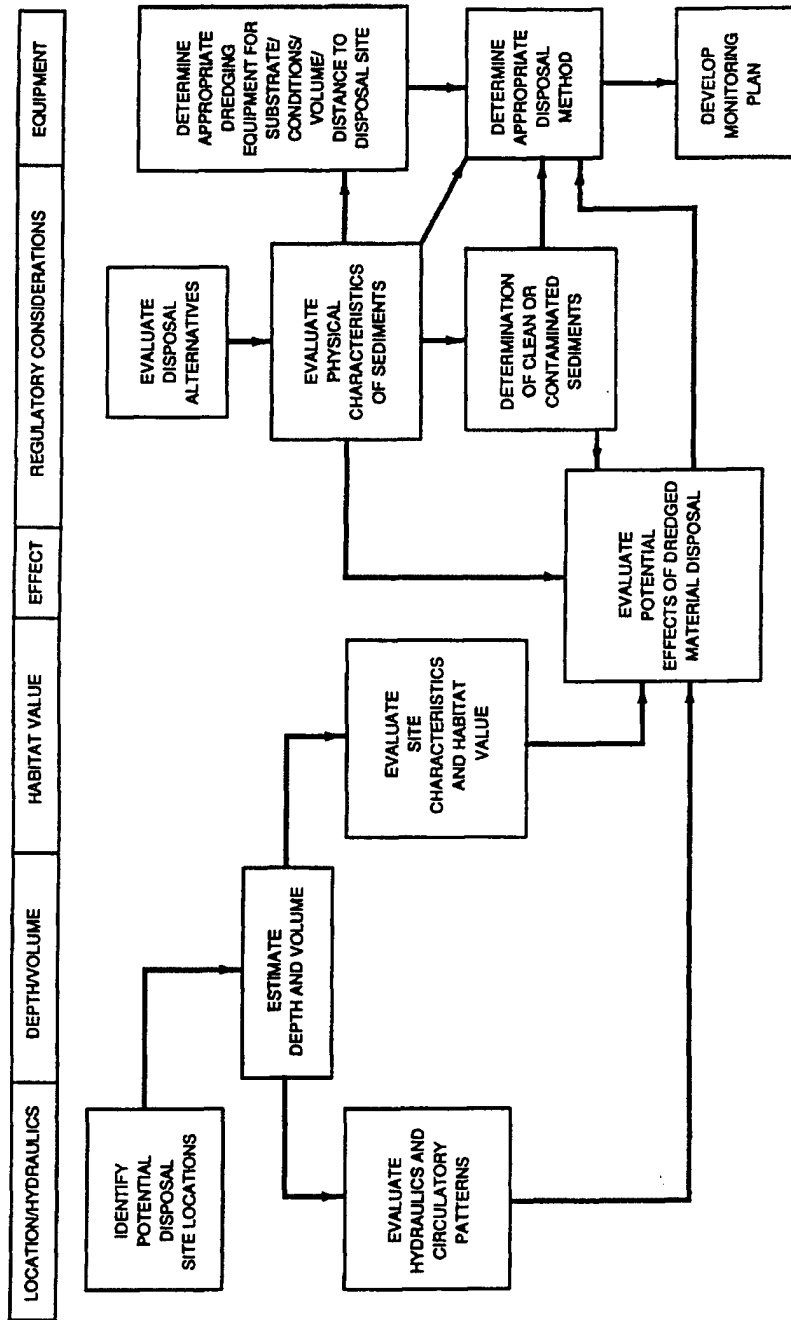 LOCATION/HYDRAULICS
DEPTH/VOLUME
HABITAT VALUE
EFFECT
REGULATORY CONSIDERATIONS
EQUIPMENT
IDENTIFY
POTENTIAL
DISPOSAL
SITE LOCATIONS
ESTIMATE
DEPTH AND VOLUME
EVALUATE
HYDRAULICS AND
CIRCULATORY
PATTERNS
EVALUATE
SITE
CHARACTERISTICS
AND HABITAT
VALUE
EVALUATE
POTENTIAL
EFFECTS OF DREDGED
MATERIAL DISPOSAL
EVALUATE
DISPOSAL
ALTERNATIVES
EVALUATE
PHYSICAL
CHARACTERISTICS
OF SEDIMENTS
DETERMINATION
OF CLEAN OR
CONTAMINATED
SEDIMENTS
DETERMINE
APPROPRIATE
DREDGING
EQUIPMENT FOR
SUBSTRATE/
CONDITIONS/
VOLUME/
DISTANCE TO
DISPOSAL SITE
DETERMINE
APPROPRIATE
DISPOSAL
METHOD
DEVELOP
MONITORING
PLAN